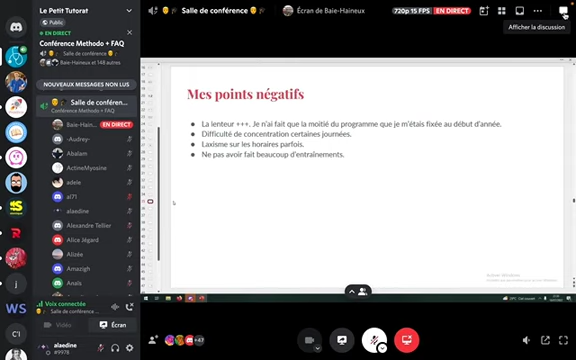 Le Petit Tutorat
Public
EN DIRECT
Conférence Methodo + FAQ
Salle de conférence
Baie-Haineux et 148 autres
NOUVEAUX MESSAGES NON LUS
Salle de conféren...
Conférence Methodo + FAQ
Baie-Hain... EN DIRECT
-Audrey-
Abalam
ActineMyssine
adele
al71
alaedine
Alexandre Tellier
Alice Jégard
Alizée
Amazigh
Anaïs
Voix connectée
Vidéo
Écran
alaedine
#9978
WS
C'I
j
Salle de conférence
Écran de Baie-Haineux
720p 15 FPS EN DIRECT
Afficher la discussion
Mes points négatifs
● La lenteur +++. Je n'ai fait que la moitié du programme que je m'étais fixée au début d'année.
● Difficulté de concentration certaines journées.
● Laxisme sur les horaires parfois.
● Ne pas avoir fait beaucoup d'entraînements.
+47